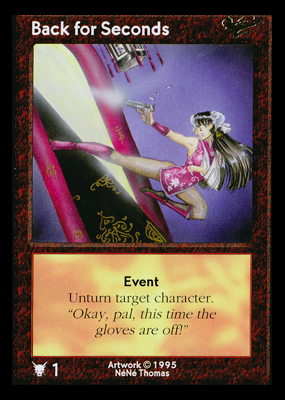 Back for Seconds
Event
Unturn target character.
"Okay, pal, this time the
gloves are off!"
1
Artwork © 1995
NéNé Thomas